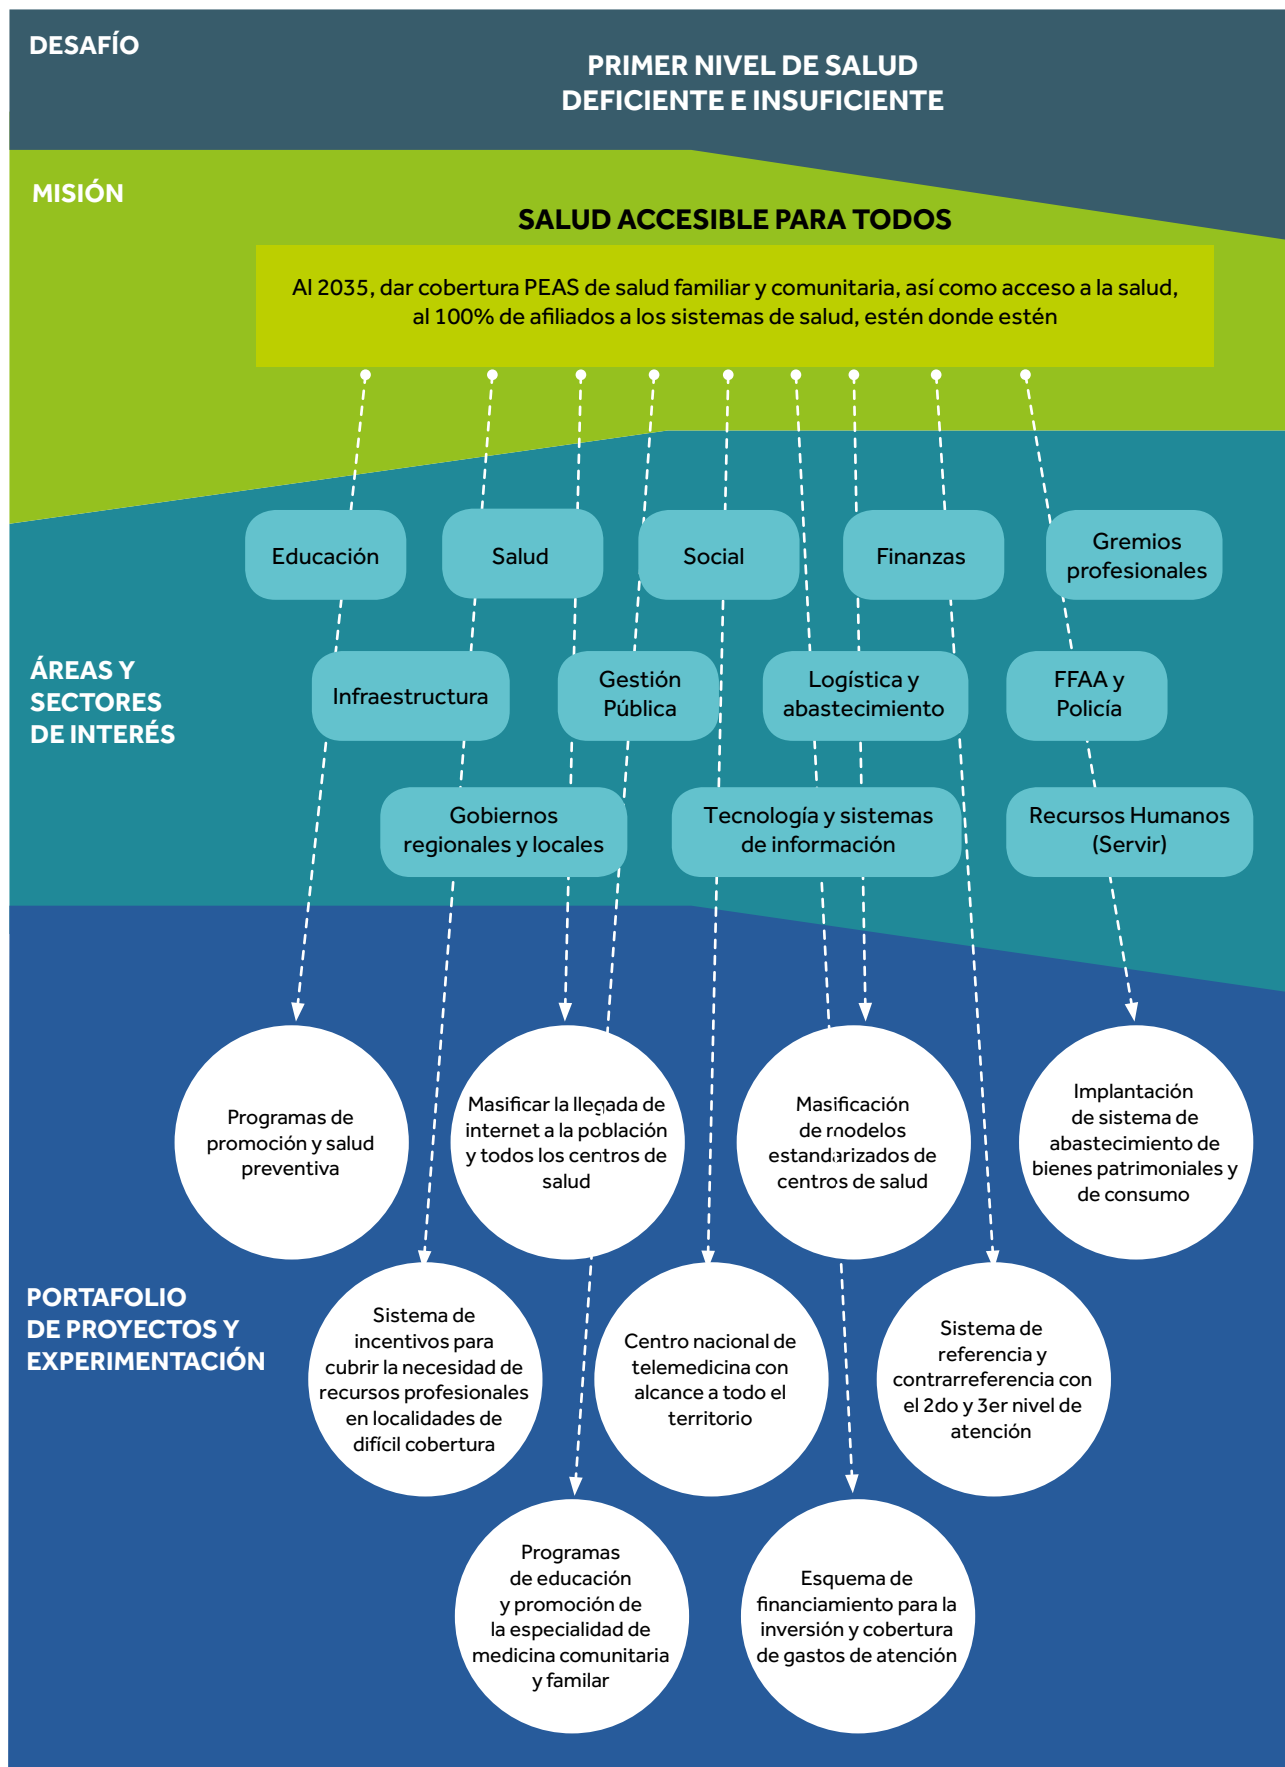 DESAFÍO
PRIMER NIVEL DE SALUD
DEFICIENTE E INSUFICIENTE
MISIÓN
SALUD ACCESIBLE PARA TODOS
Al 2035, dar cobertura PEAS de salud familiar y comunitaria, así como acceso a la salud,
al 100% de afiliados a los sistemas de salud, estén donde estén
ÁREAS Y
SECTORES
DE INTERÉS
Educación
Salud
Social
Finanzas
Gremios
profesionales
Infraestructura
Gestión
Pública
Logística y
abastecimiento
FFAA y
Policía
Gobiernos
regionales y locales
Tecnología y sistemas
de información
Recursos Humanos
(Servir)
PORTAFOLIO
DE PROYECTOS Y
EXPERIMENTACIÓN
Programas de
promoción y salud
preventiva
Masificar la llegada de
internet a la población
y todos los centros de
salud
Masificación
de modelos
estandarizados de
centros de salud
Implantación
de sistema de
abastecimiento de
bienes patrimoniales y
de consumo
Sistema de
incentivos para
cubrir la necesidad de
recursos profesionales
en localidades de
difícil cobertura
Centro nacional de
telemedicina con
alcance a todo el
territorio
Sistema de
referencia y
contrarreferencia con
el 2do y 3er nivel de
atención
Programas
de educación
y promoción de
la especialidad de
medicina comunitaria
y familar
Esquema de
financiamiento para la
inversión y cobertura
de gastos de atención